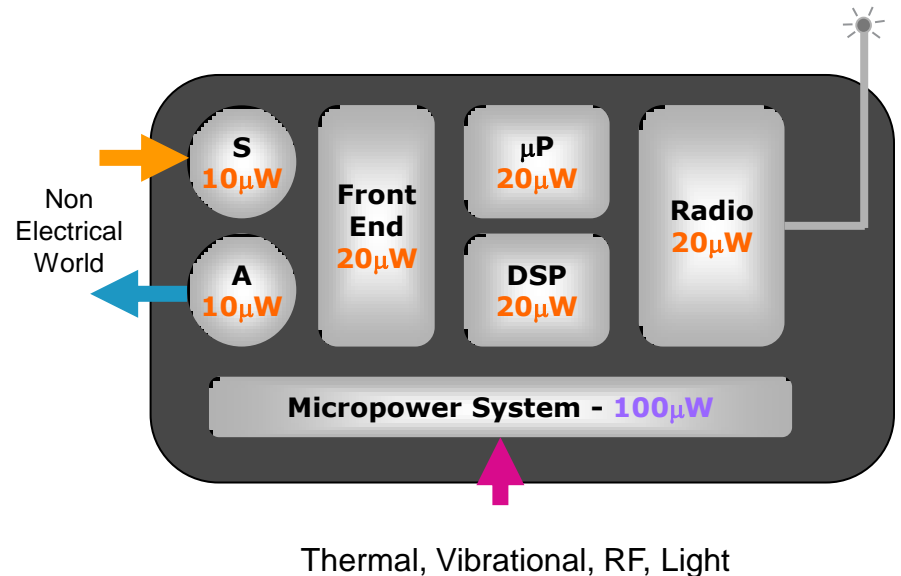 Non
Electrical
World
S
10μW
A
10μW
Front
End
20μW
μP
20μW
DSP
20μW
Radio
20μW
Micropower System - 100μW
Thermal, Vibrational, RF, Light